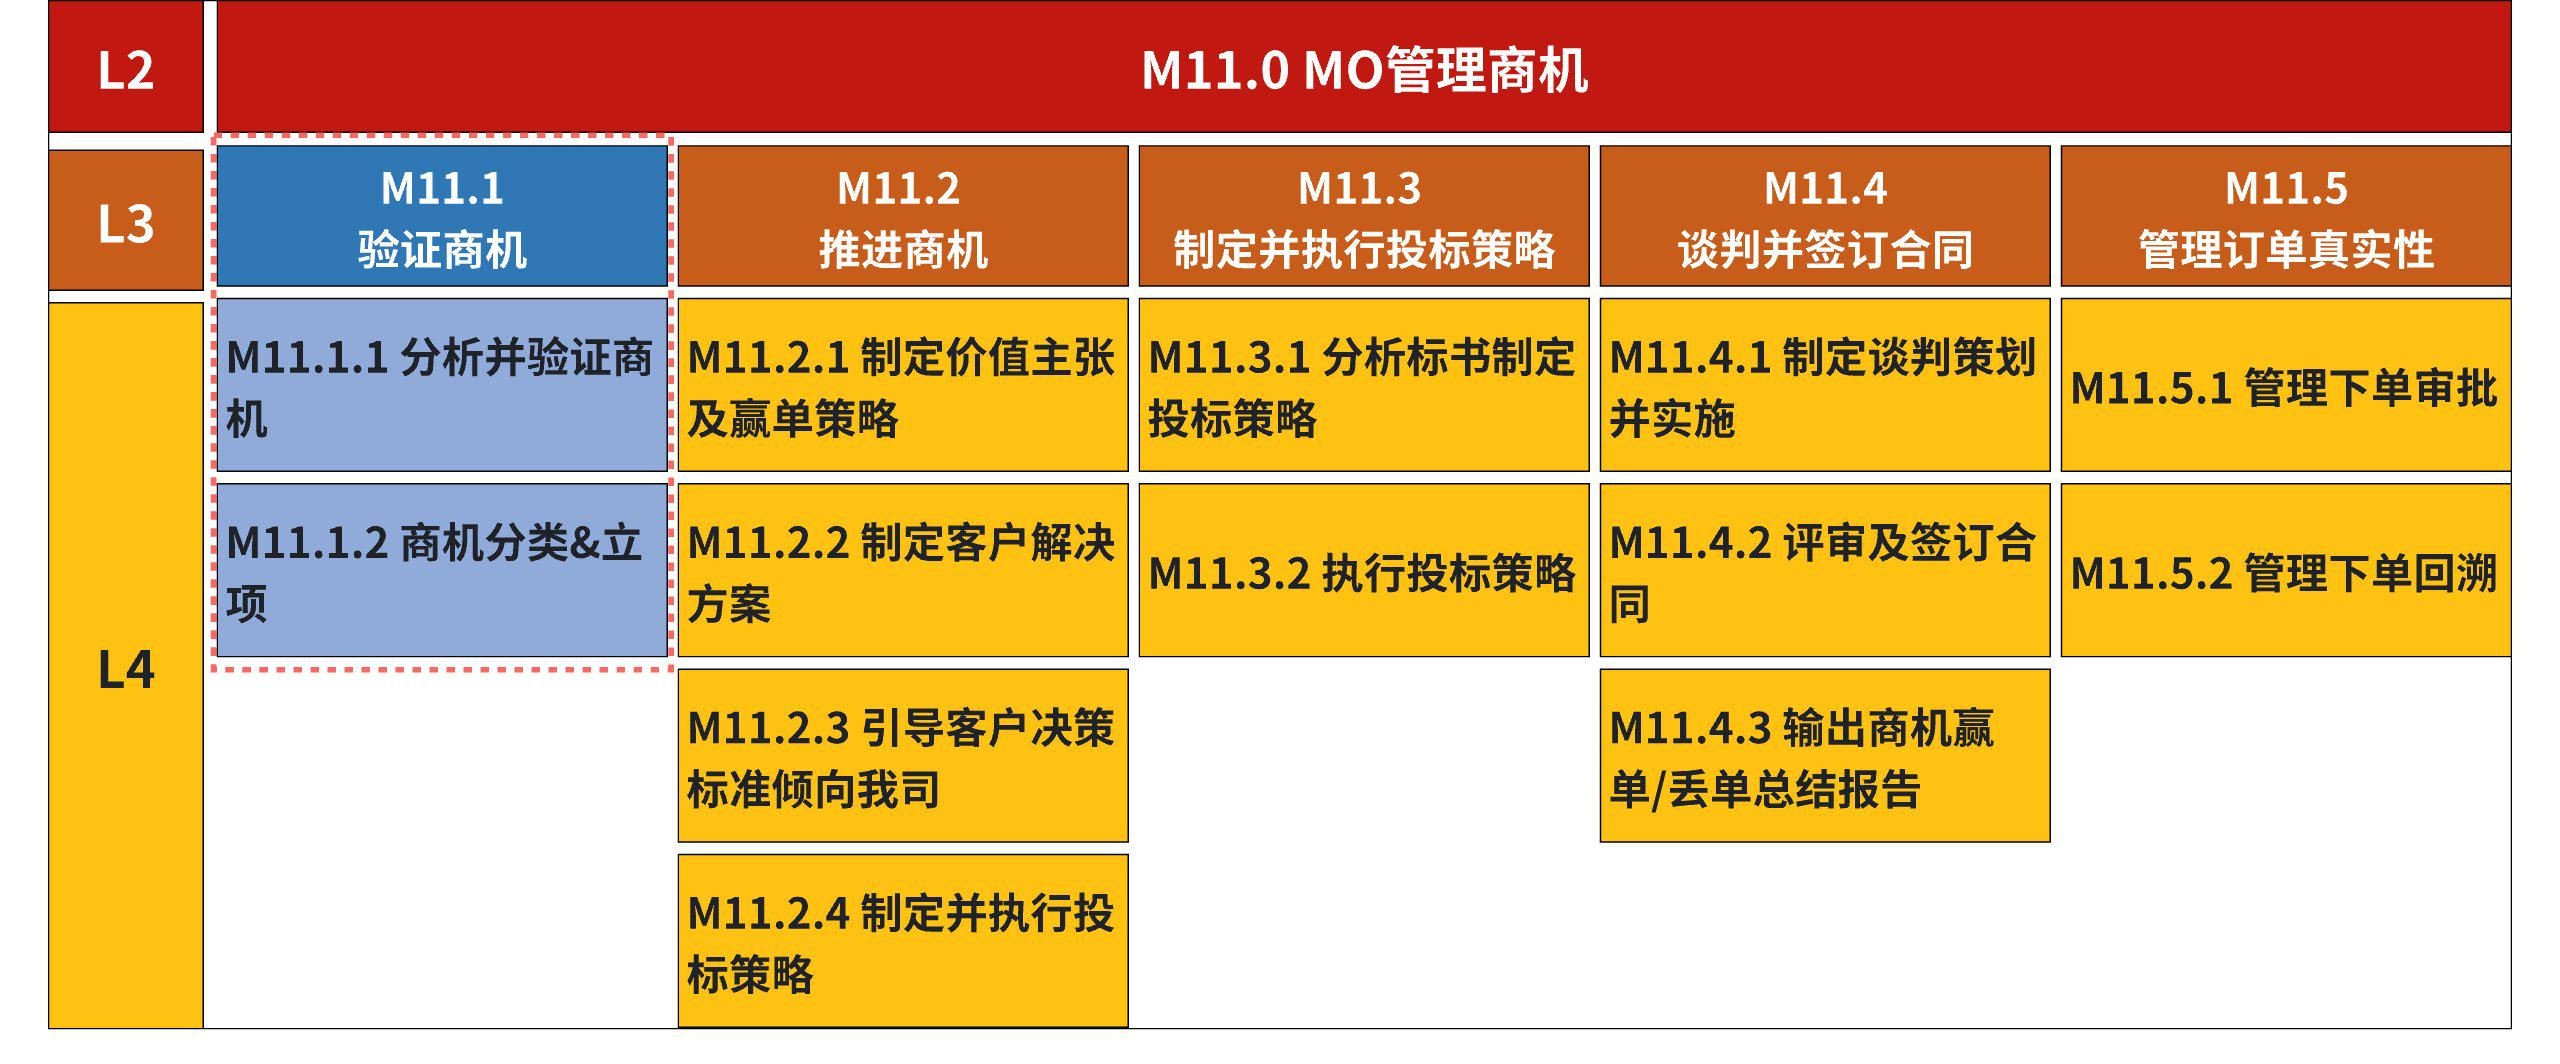 L2
M11.0 MO管理商机
L3
M11.1
验证商机
M11.2
推进商机
M11.3
制定并执行投标策略
M11.4
谈判并签订合同
M11.5
管理订单真实性
L4
M11.1.1 分析并验证商
机
M11.2.1 制定价值主张
及赢单策略
M11.3.1 分析标书制定
投标策略
M11.4.1 制定谈判策划
并实施
M11.5.1 管理下单审批
M11.1.2 商机分类&立
项
M11.2.2 制定客户解决
方案
M11.3.2 执行投标策略
M11.4.2 评审及签订合
同
M11.5.2 管理下单回溯
M11.2.3 引导客户决策
标准倾向我司
M11.4.3 输出商机赢
单/丢单总结报告
M11.2.4 制定并执行投
标策略